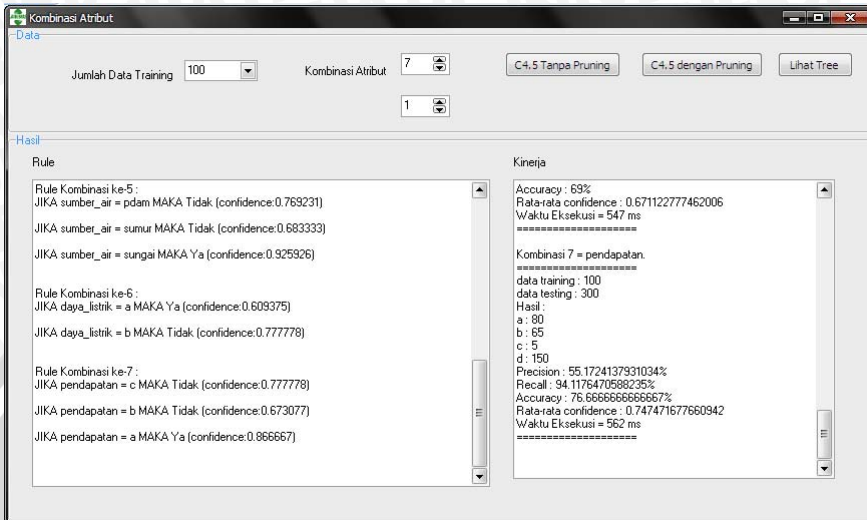 Kombinasi Atribut
Data
Jumlah Data Training
100
Kombinasi Atribut
7
C4.5 Tanpa Pruning
C4.5 dengan Pruning
Lihat Tree
1
Hasil
Rule
Rule Kombinasi ke-5 :
JIKA sumber_air = pdam MAKA Tidak (confidence:0.769231)
JIKA sumber_air = sumur MAKA Tidak (confidence:0.683333)
JIKA sumber_air = sungai MAKA Ya (confidence:0.925926)
Rule Kombinasi ke-6 :
JIKA daya_listrik = a MAKA Ya (confidence:0.609375)
JIKA daya_listrik = b MAKA Tidak (confidence:0.777778)
Rule Kombinasi ke-7 :
JIKA pendapatan = c MAKA Tidak (confidence:0.777778)
JIKA pendapatan = b MAKA Tidak (confidence:0.673077)
JIKA pendapatan = a MAKA Ya (confidence:0.866667)
Kinerja
Accuracy : 69%
Rata-rata confidence : 0.671122777462006
Waktu Eksekusi = 547 ms
====================
Kombinasi 7 = pendapatan.
====================
data training : 100
data testing : 300
Hasil :
a : 80
b : 65
c : 5
d : 150
Precision : 55.1724137931034%
Recall : 94.1176470588235%
Accuracy : 76.6666666666667%
Rata-rata confidence : 0.747471677660942
Waktu Eksekusi = 562 ms
====================